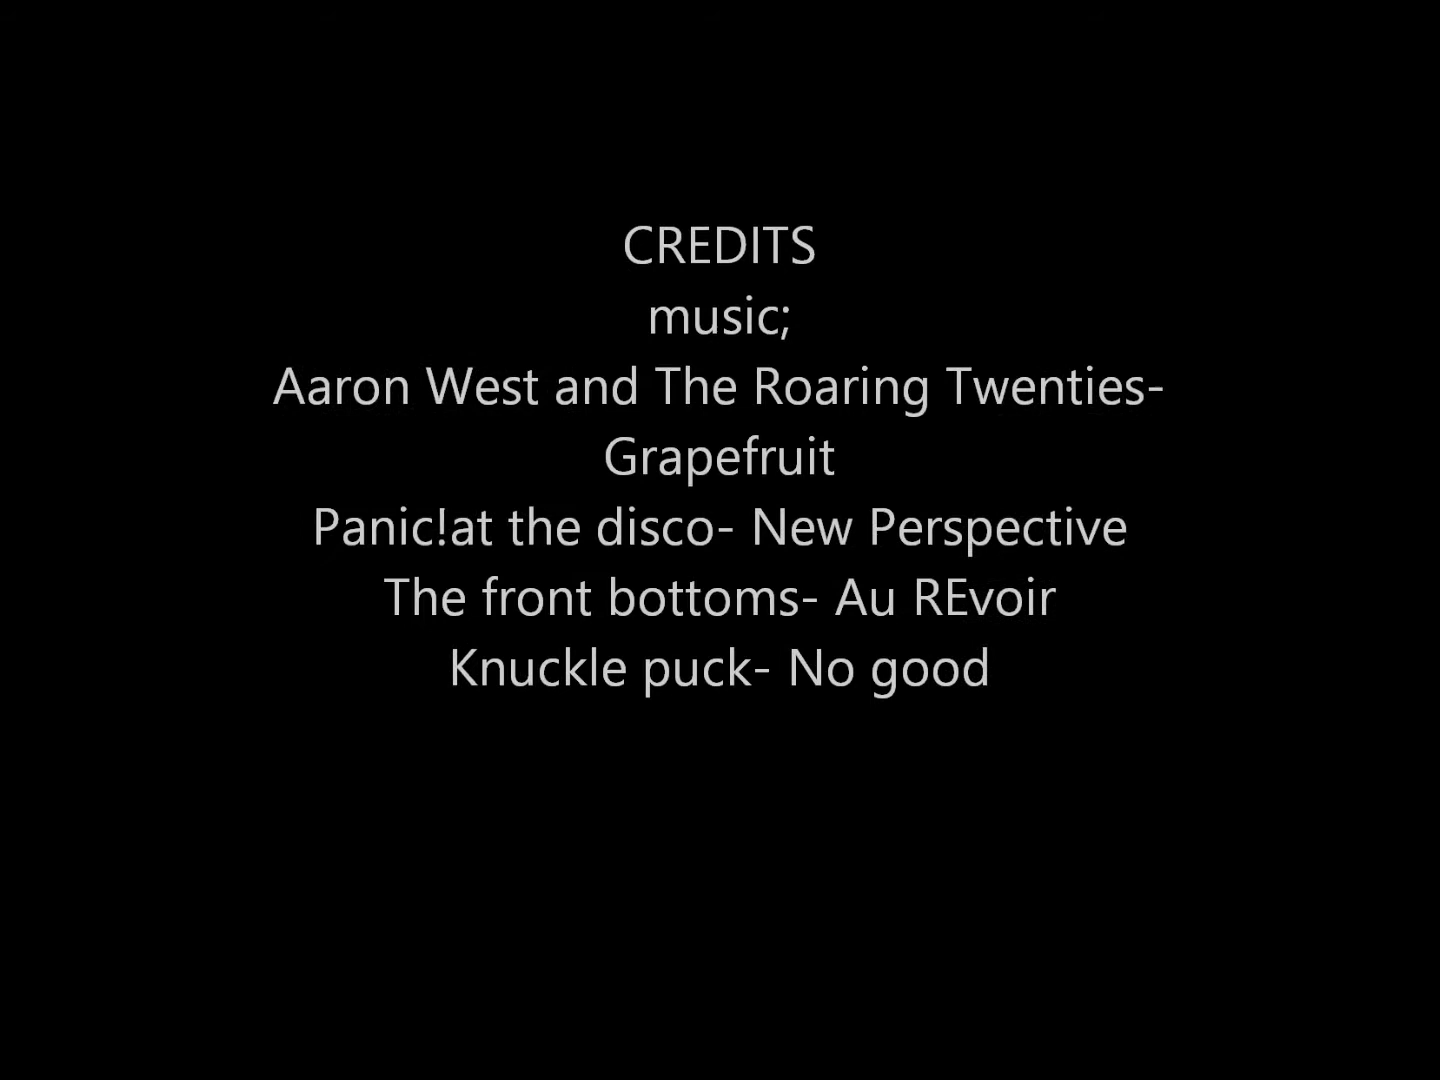 CREDITS
music;
Aaron West and The Roaring Twenties-
Grapefruit
Panic!at the disco- New Perspective
The front bottoms- Au REvoir
Knuckle puck- No good